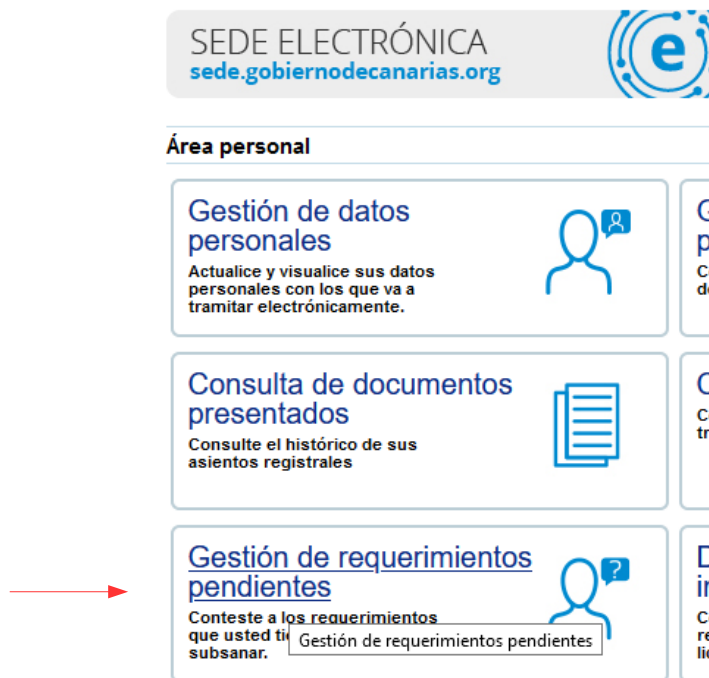 SEDE ELECTRÓNICA
sede.gobiernodecanarias.org
e
Área personal
Gestión de datos
personales
Actualice y visualice sus datos
personales con los que va a
tramitar electrónicamente.
Consulta de documentos
presentados
Consulte el histórico de sus
asientos registrales
Gestión de requerimientos
pendientes
Conteste a los requerimientos
que usted
subsanar.
Gestión de requerimientos pendientes